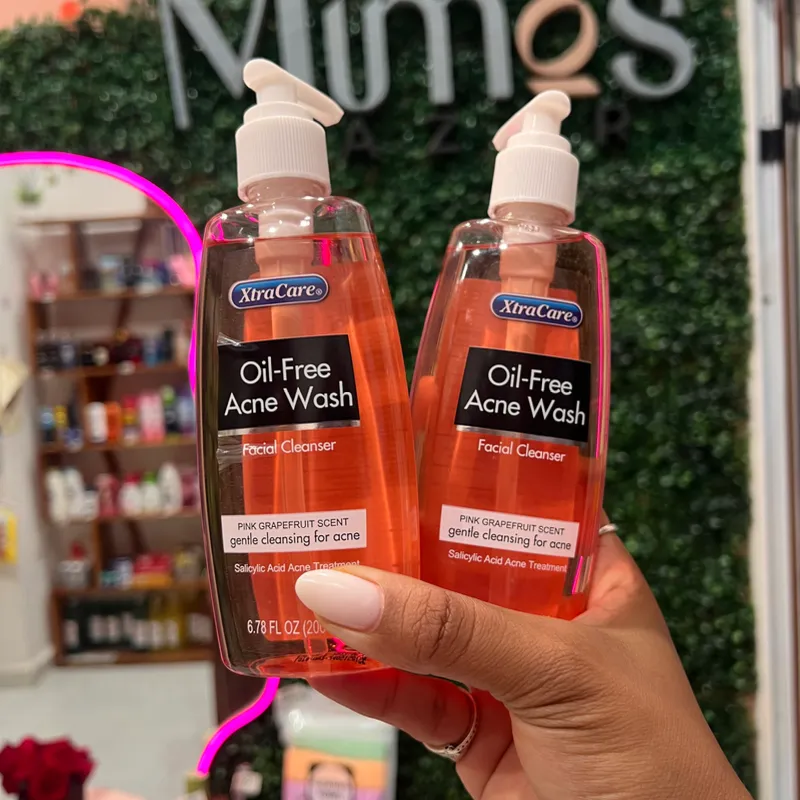 Mimos
XtraCare®
Oil-Free
Acne Wash
Facial Cleanser
PINK GRAPEFRUIT SCENT
gentle cleansing for acne
Salicylic Acid Acne Treatment
6.78 FL OZ (200
XtraCare®
Oil-Free
Acne Wash
Facial Cleanser
PINK GRAPEFRUIT SCENT
gentle cleansing for acne
Salicylic Acid Acne Treatment